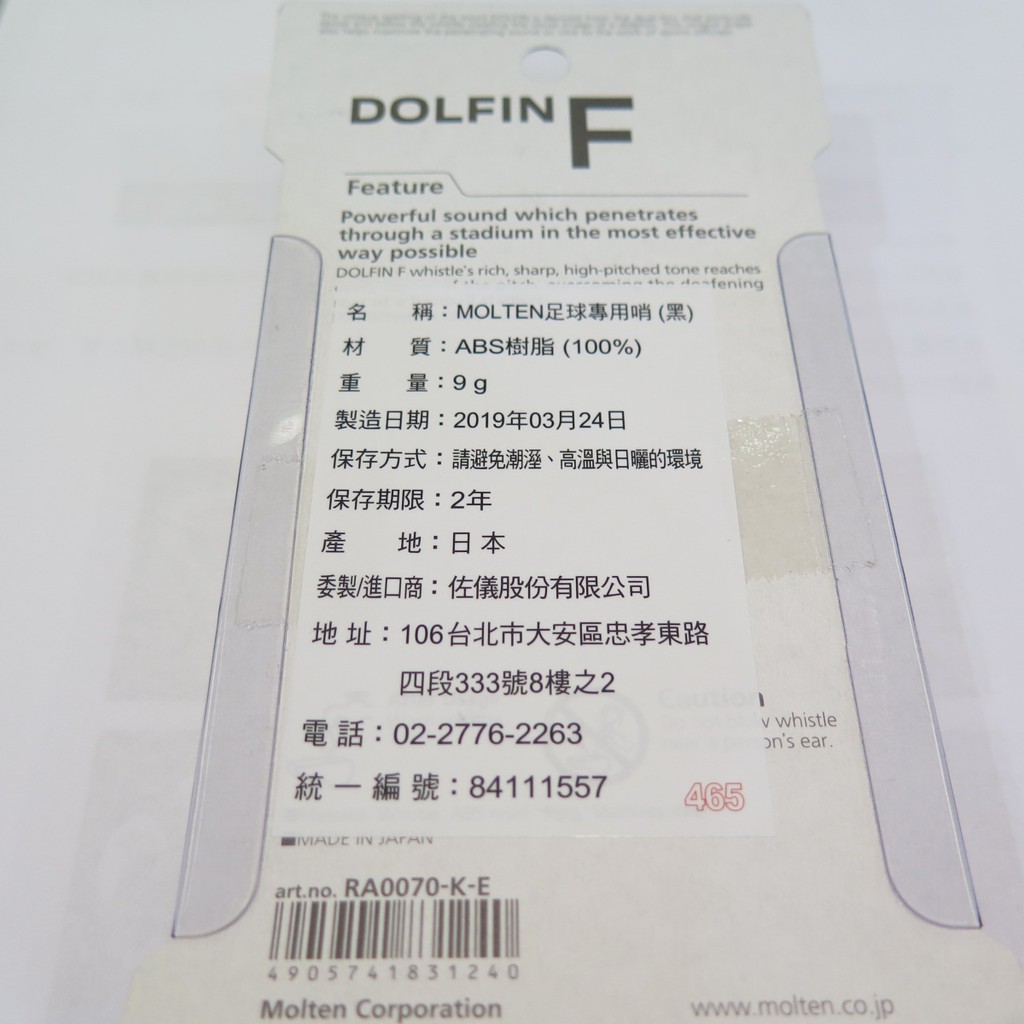 DOLFIN F
Feature
Powerful sound which penetrates
through a stadium in the most effective
way possible
DOLFIN F whistle's rich, sharp, high-pitched tone reaches
名 稱：MOLTEN足球專用哨 (黑)
材 質：ABS樹脂 (100%)
重 量：9 g
製造日期：2019年03月24日
保存方式：請避免潮溼、高溫與日曬的環境
保存期限：2年
產 地：日 本
委製/進口商：佐儀股份有限公司
地 址：106台北市大安區忠孝東路
四段333號8樓之2
電 話：02-2776-2263
統 一 編 號：84111557
465
Caution
whistle
on's ear.
MADE IN JAPAN
art.no. RA0070-K-E
4905741831240
Molten Corporation
www.molten.co.jp